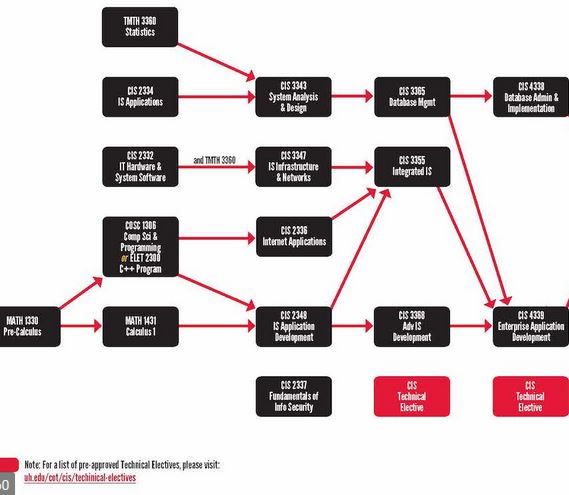 TMTH 3360
Statistics
CIS 2334
IS Applications
CIS 3343
System Analysis
& Design
CIS 3365
Database Mgmt
CIS 4338
Database Admin &
Implementation
CIS 2332
IT Hardware &
System Software
and TMTH 3360
CIS 3347
IS Infrastructure
& Networks
CIS 3355
Integrated IS
COSC 1306
Comp Sci &
Programming
or ELET 2300
C++ Program
CIS 2336
Internet Applications
MATH 1330
Pre-Calculus
MATH 1431
Calculus 1
CIS 2348
IS Application
Development
CIS 3368
Adv IS
Development
CIS 4339
Enterprise Application
Development
CIS 2337
Fundamentals of
Info Security
CIS
Technical
Elective
CIS
Technical
Elective
Note: For a list of pre-approved Technical Electives, please visit:
uh.edu/cot/cis/techinical-electives